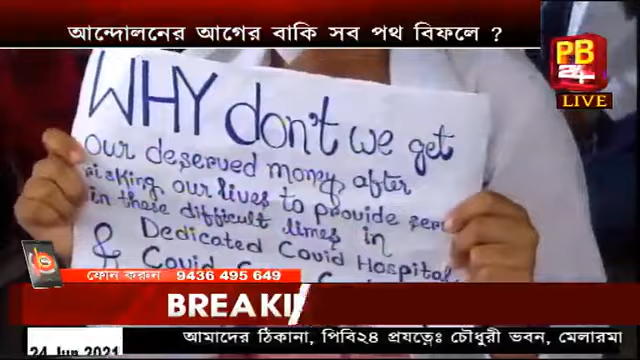 আন্দোলনের আগের বাকি সব পথ বিফলে ?
PB
24
LIVE
WHY don't we get
our deserved money after
risking our lives to provide
in these difficult times in
Dedicated Covid Hospital
& Covid
ফোন করুন 9436 495 649
24 Jun 2021
আমাদের ঠিকানা, পিবি২৪ প্রযত্নেঃ চৌধুরী ভবন, মেলারমা